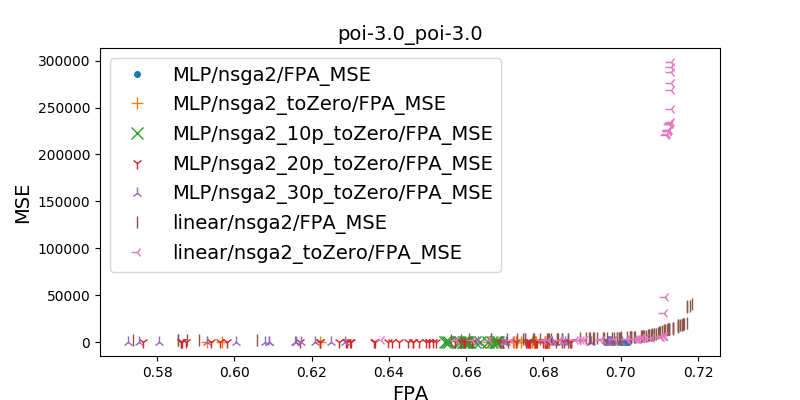 poi-3.0_poi-3.0
300000
250000
200000
150000
100000
50000
0
MSE
MLP/nsga2/FPA_MSE
MLP/nsga2_toZero/FPA_MSE
MLP/nsga2_10p_toZero/FPA_MSE
MLP/nsga2_20p_toZero/FPA_MSE
MLP/nsga2_30p_toZero/FPA_MSE
linear/nsga2/FPA_MSE
linear/nsga2_toZero/FPA_MSE
0.58 0.60 0.62 0.64 0.66 0.68 0.70 0.72
FPA